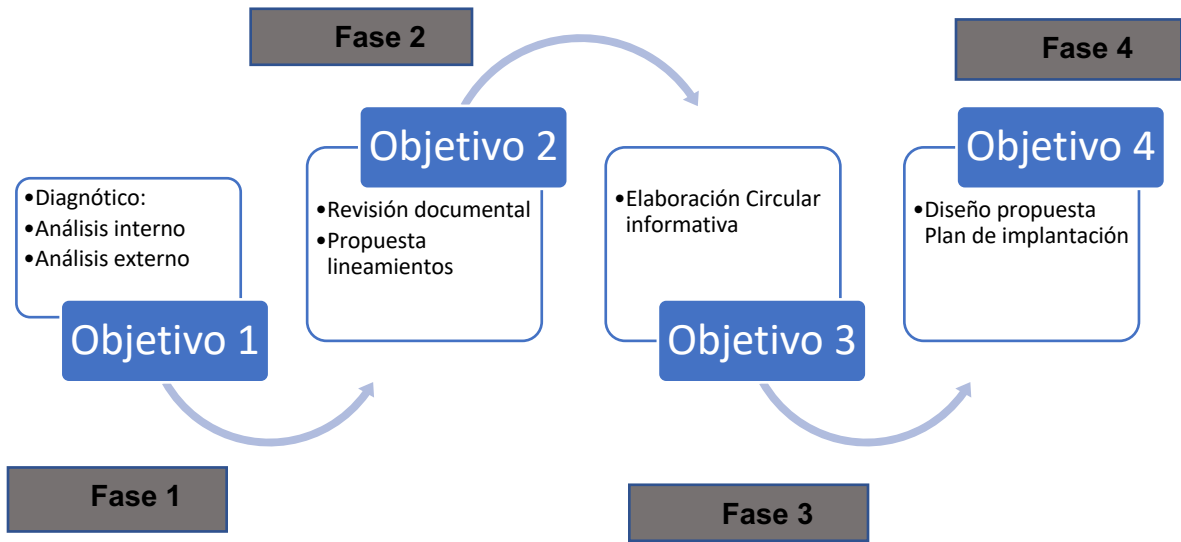 Fase 2
Fase 4
Objetivo 2
Objetivo 4
•Diagnótico:
•Análisis interno
•Análisis externo
•Revisión documental
•Propuesta
lineamientos
•Elaboración Circular
informativa
•Diseño propuesta
Plan de implantación
Objetivo 1
Objetivo 3
Fase 1
Fase 3